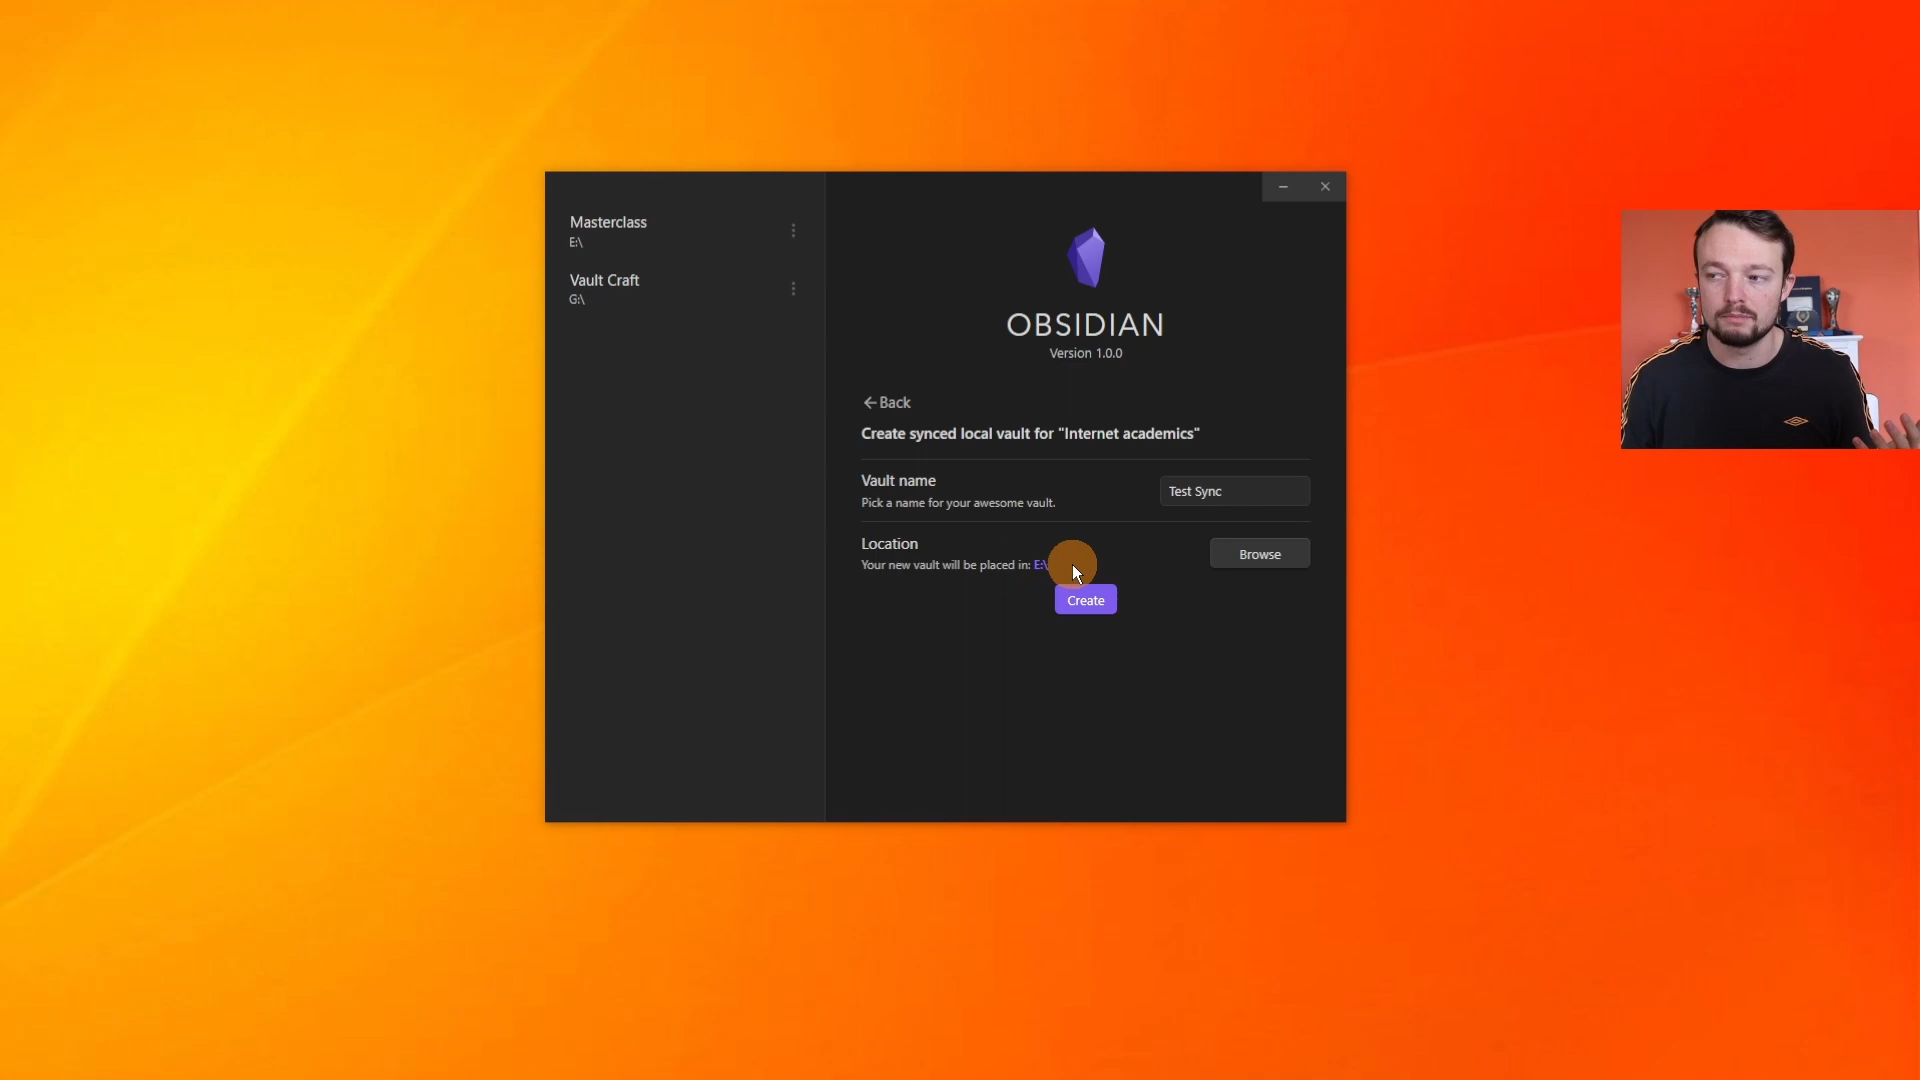 Masterclass
E:\
Vault Craft
G:\
OBSIDIAN
Version 1.0.0
Back
Create synced local vault for "Internet academics"
Vault name
Pick a name for your awesome vault.
Test Sync
Location
Your new vault will be placed in: E:\
Browse
Create